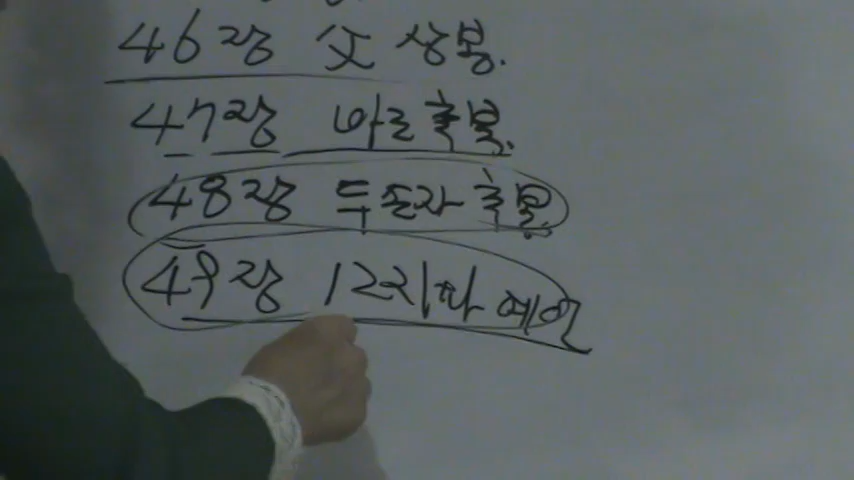 46장 父 상봉.
47장 바로 축복.
48장 두 손자 축복
49장 12지파 예언